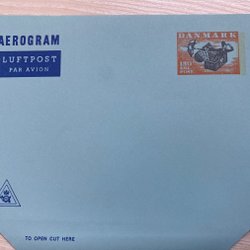 AEROGRAM
DANMARK
LUFTPOST
PAR AVION
TO OPEN CUT HERE